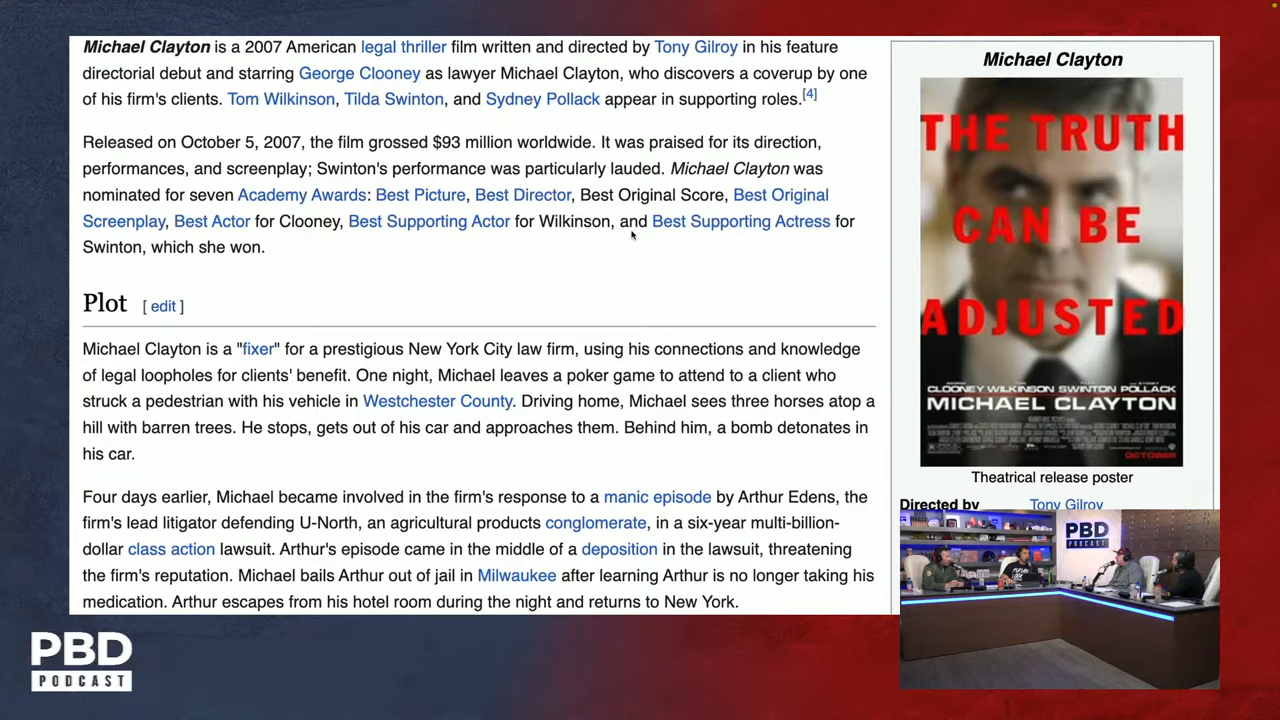 Michael Clayton is a 2007 American legal thriller film written and directed by Tony Gilroy in his feature
directorial debut and starring George Clooney as lawyer Michael Clayton, who discovers a coverup by one
of his firm's clients. Tom Wilkinson, Tilda Swinton, and Sydney Pollack appear in supporting roles.[4]
Released on October 5, 2007, the film grossed $93 million worldwide. It was praised for its direction,
performances, and screenplay; Swinton's performance was particularly lauded. Michael Clayton was
nominated for seven Academy Awards: Best Picture, Best Director, Best Original Score, Best Original
Screenplay, Best Actor for Clooney, Best Supporting Actor for Wilkinson, and Best Supporting Actress for
Swinton, which she won.
Plot [ edit ]
Michael Clayton is a "fixer" for a prestigious New York City law firm, using his connections and knowledge
of legal loopholes for clients' benefit. One night, Michael leaves a poker game to attend to a client who
struck a pedestrian with his vehicle in Westchester County. Driving home, Michael sees three horses atop a
hill with barren trees. He stops, gets out of his car and approaches them. Behind him, a bomb detonates in
his car.
Four days earlier, Michael became involved in the firm's response to a manic episode by Arthur Edens, the
firm's lead litigator defending U-North, an agricultural products conglomerate, in a six-year multi-billion-
dollar class action lawsuit. Arthur's episode came in the middle of a deposition in the lawsuit, threatening
the firm's reputation. Michael bails Arthur out of jail in Milwaukee after learning Arthur is no longer taking his
medication. Arthur escapes from his hotel room during the night and returns to New York.
Michael Clayton
THE TRUTH
CAN BE
ADJUSTED
CLOONEY WILKINSON SWINTON POLLACK
MICHAEL CLAYTON
OCTOBER
Theatrical release poster
Directed by Tony Gilroy
PBD
PODCAST
PBD
PODCAST